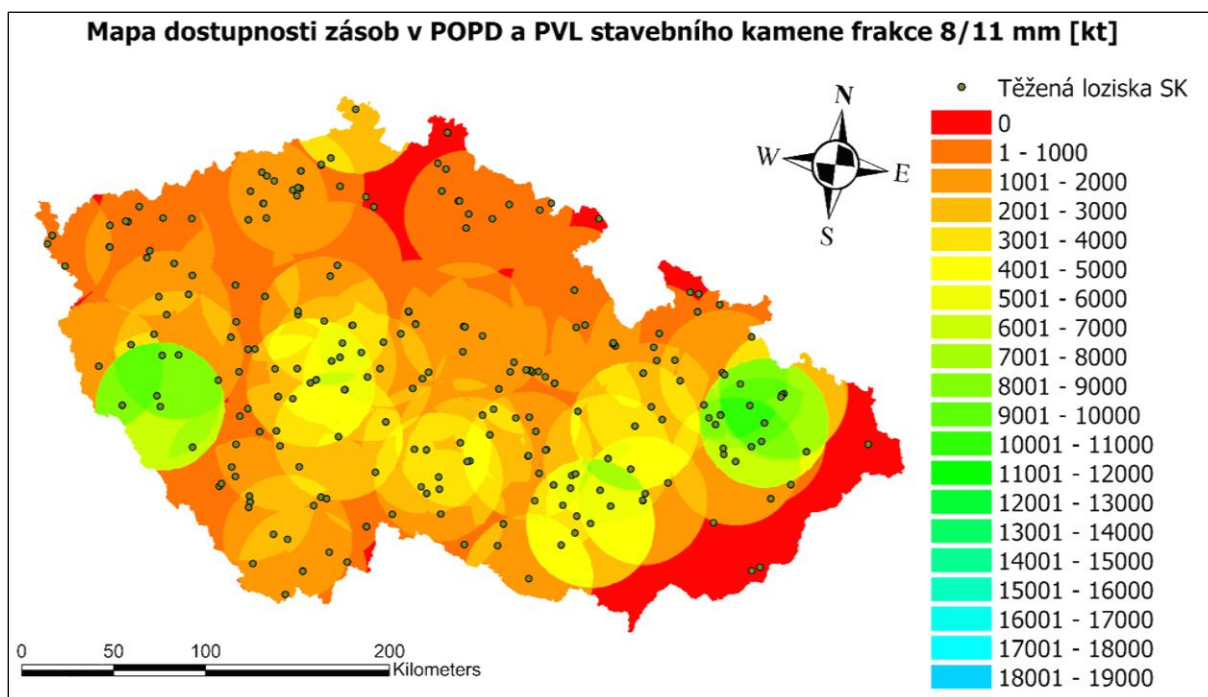 Mapa dostupnosti zásob v POPD a PVL stavebního kamene frakce 8/11 mm [kt]
N
W
E
S
Těžená loziska SK
0
1 - 1000
1001 - 2000
2001 - 3000
3001 - 4000
4001 - 5000
5001 - 6000
6001 - 7000
7001 - 8000
8001 - 9000
9001 - 10000
10001 - 11000
11001 - 12000
12001 - 13000
13001 - 14000
14001 - 15000
15001 - 16000
16001 - 17000
17001 - 18000
18001 - 19000
0 50 100 200
Kilometers